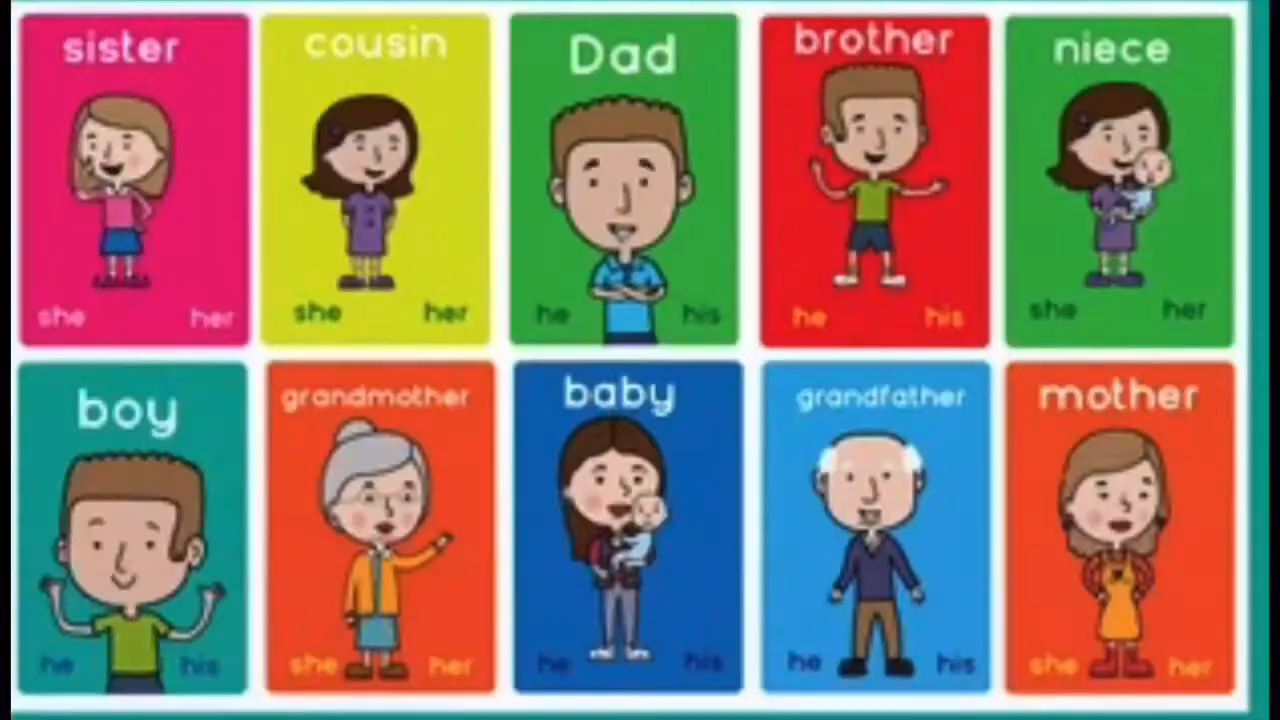 sister
she her
cousin
she her
Dad
he his
brother
he his
niece
she her
boy
he his
grandmother
she her
baby
he his
grandfather
he his
mother
she her